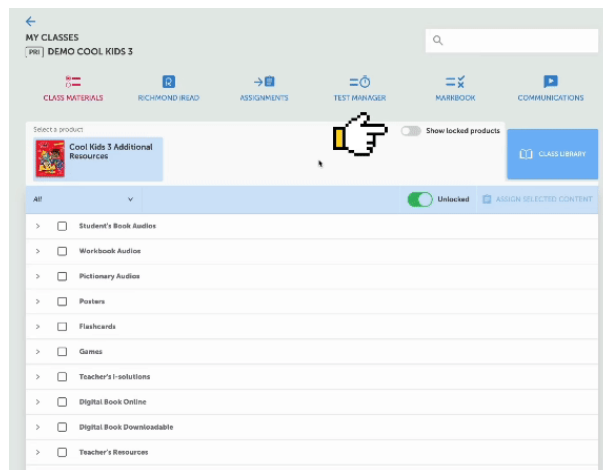 MY CLASSES
PRI DEMO COOL KIDS 3
CLASS MATERIALS
RICHMOND IREAD
ASSIGNMENTS
TEST MANAGER
MARKBOOK
COMMUNICATIONS
Select a product
Show locked products
Cool Kids 3 Additional
Resources
CLASS LIBRARY
All
Unlocked
ASSIGN SELECTED CONTENT
Student's Book Audios
Workbook Audios
Pictionary Audios
Posters
Flashcards
Games
Teacher's i-solutions
Digital Book Online
Digital Book Downloadable
Teacher's Resources